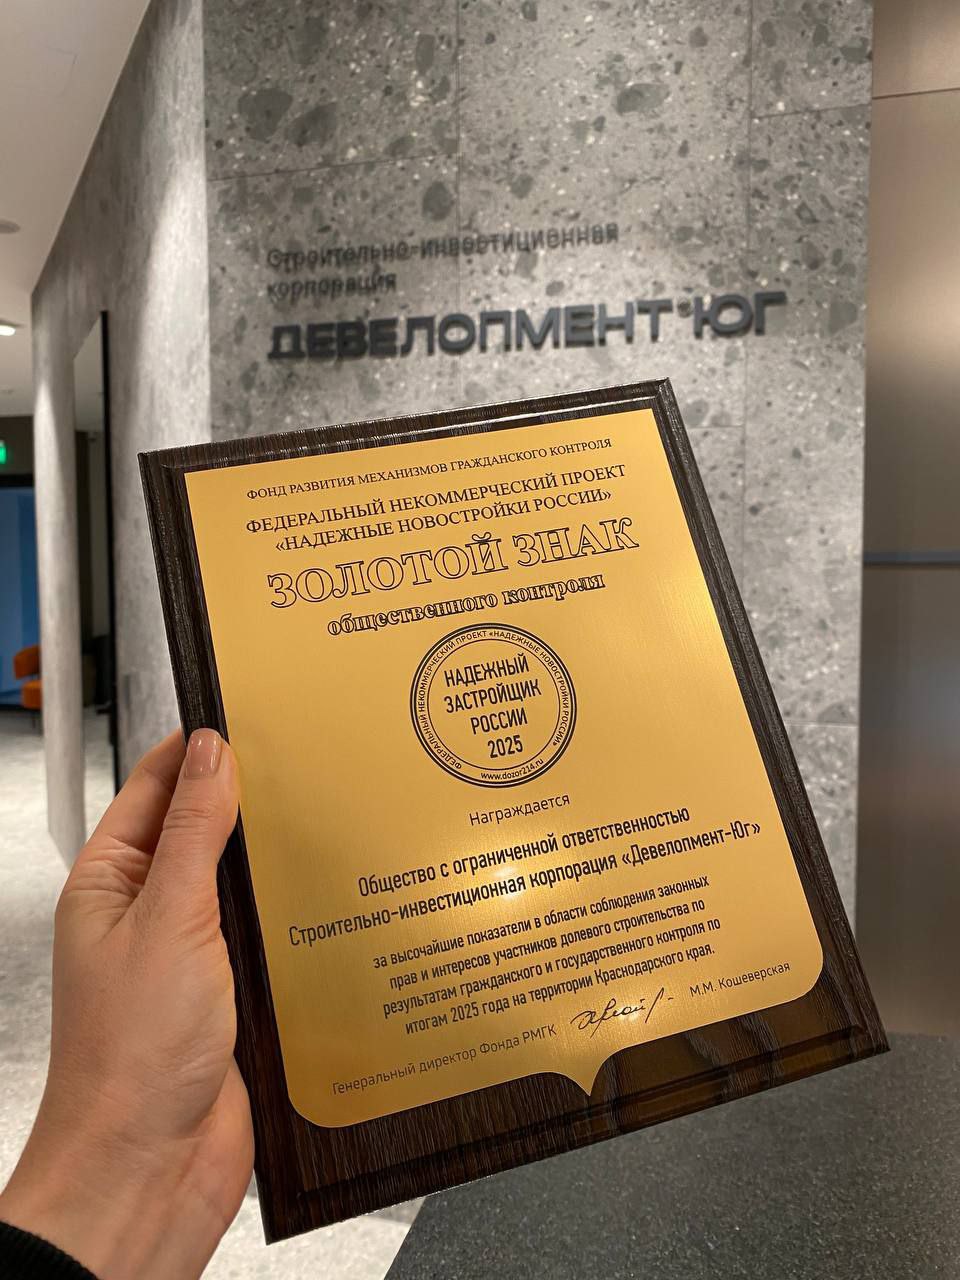 Строительно-инвестиционная
корпорация
ДЕВЕЛОПМЕНТ-ЮГ
ФОНД РАЗВИТИЯ МЕХАНИЗМОВ ГРАЖДАНСКОГО КОНТРОЛЯ
ФЕДЕРАЛЬНЫЙ НЕКОММЕРЧЕСКИЙ ПРОЕКТ
«НАДЕЖНЫЕ НОВОСТРОЙКИ РОССИИ»
ЗОЛОТОЙ ЗНАК
общественного контроля
ФЕДЕРАЛЬНЫЙ НЕКОММЕРЧЕСКИЙ ПРОЕКТ «НАДЕЖНЫЕ НОВОСТРОЙКИ РОССИИ»
НАДЕЖНЫЙ
ЗАСТРОЙЩИК
РОССИИ
2025
www.dozor214.ru
Награждается
Общество с ограниченной ответственностью
Строительно-инвестиционная корпорация «Девелопмент-Юг»
за высочайшие показатели в области соблюдения законных
прав и интересов участников долевого строительства по
результатам гражданского и государственного контроля по
итогам 2025 года на территории Краснодарского края.
Генеральный директор Фонда РМГК М.М. Кошеверская